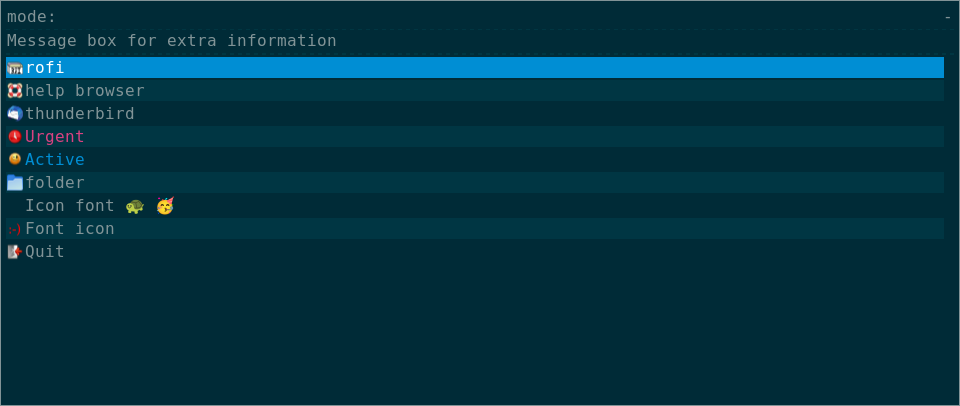 mode: -
Message box for extra information
rofi
help browser
thunderbird
Urgent
Active
folder
Icon font 🐢 🥳
:-) Font icon
Quit